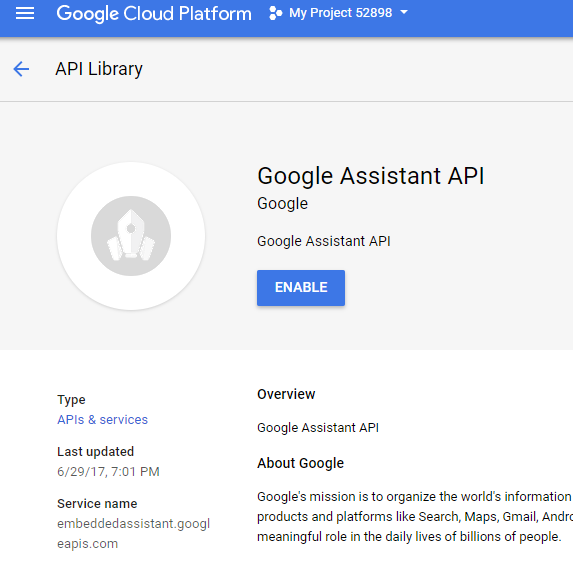 Google Cloud Platform My Project 52898
API Library
Google Assistant API
Google
Google Assistant API
ENABLE
Type
APIs & services
Last updated
6/29/17, 7:01 PM
Service name
embeddedassistant.googl
eapis.com
Overview
Google Assistant API
About Google
Google's mission is to organize the world's information
products and platforms like Search, Maps, Gmail, Andro
meaningful role in the daily lives of billions of people.